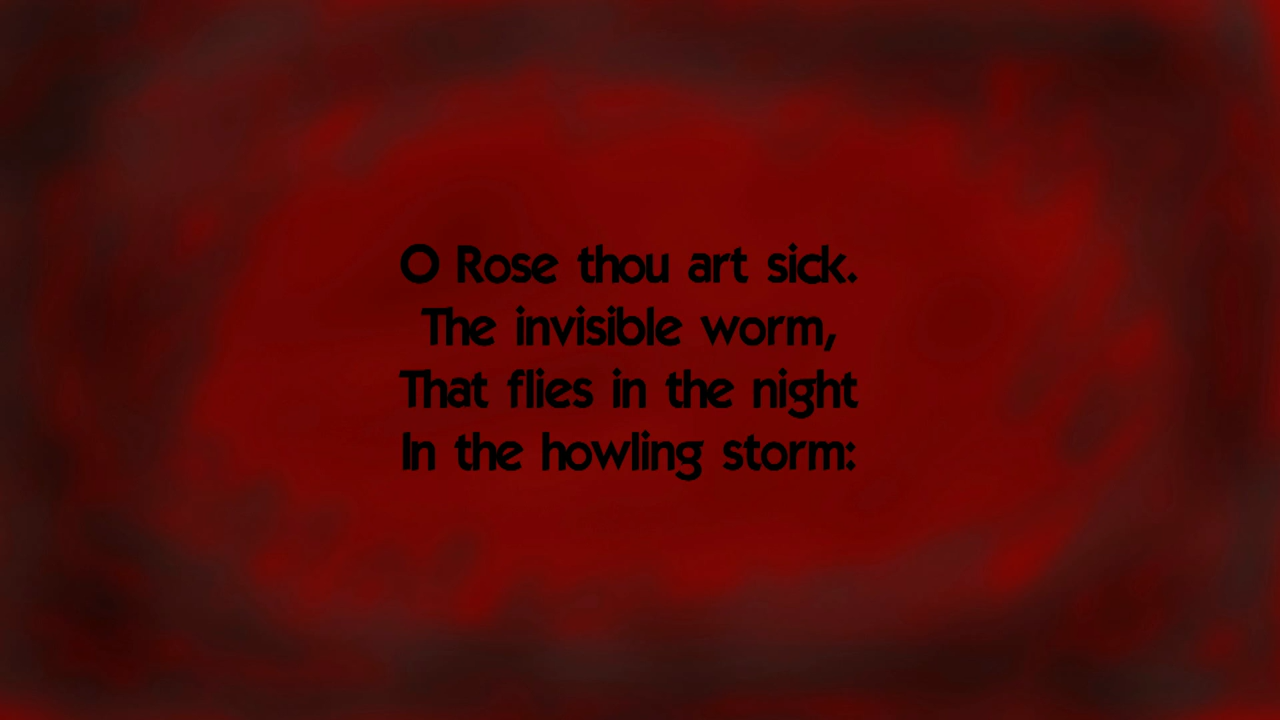 O Rose thou art sick.
The invisible worm,
That flies in the night
In the howling storm: